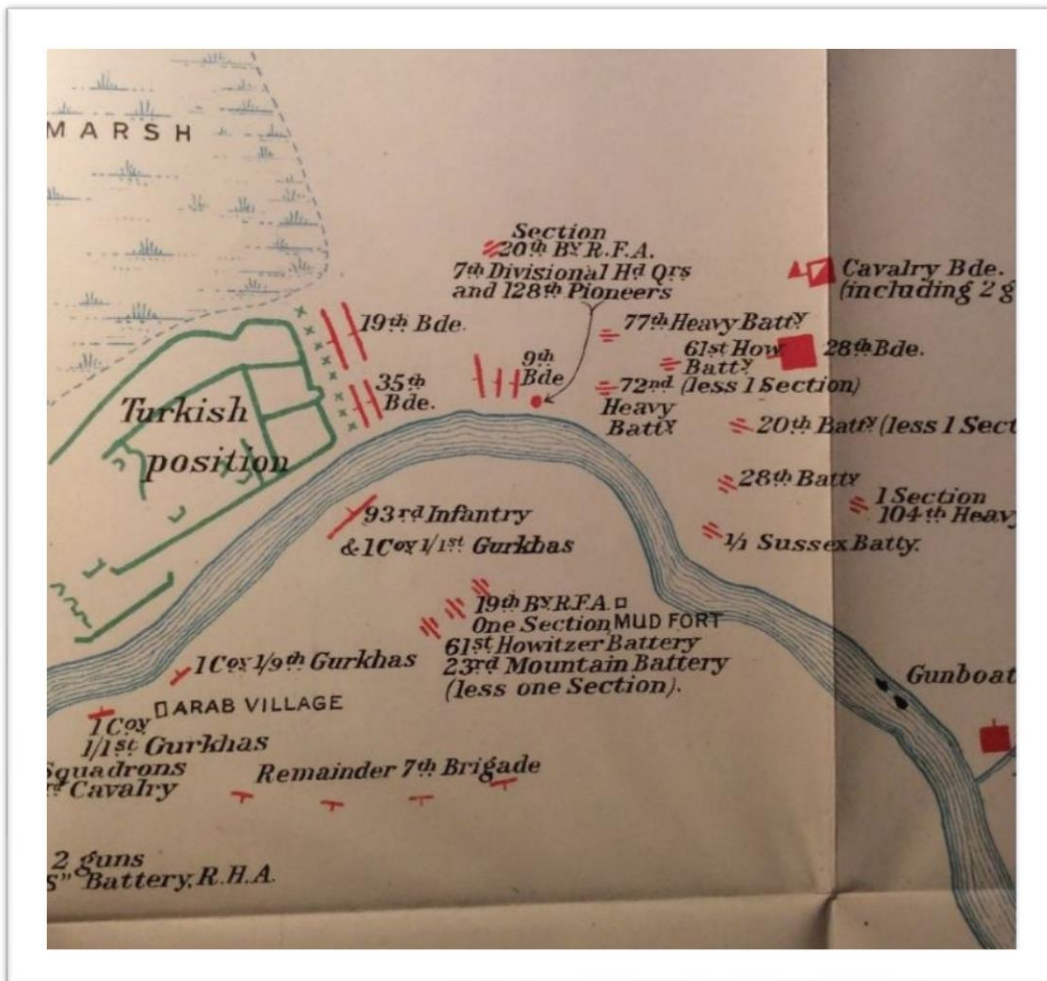 MARSH
Section
20th By R.F.A.
7th Divisional Hd Qrs
and 128th Pioneers
Cavalry Bde.
(including 2 g
19th Bde.
77th Heavy Batty
61st How
Batty
28th Bde.
9th
Bde
35th
Bde.
72nd (less 1 Section)
Heavy
Batty
Turkish
position
20th Batty (less 1 Sect
28th Batty
1 Section
104th Heavy
93rd Infantry
& 1 Coy 1/1st Gurkhas
1/1 Sussex Batty.
19th By R.F.A.
One Section
MUD FORT
61st Howitzer Battery
23rd Mountain Battery
(less one Section).
1 Coy 1/9th Gurkhas
Gunboat
ARAB VILLAGE
1 Coy
1/1st Gurkhas
Squadrons
Cavalry
Remainder 7th Brigade
2 guns
S" Battery, R.H.A.